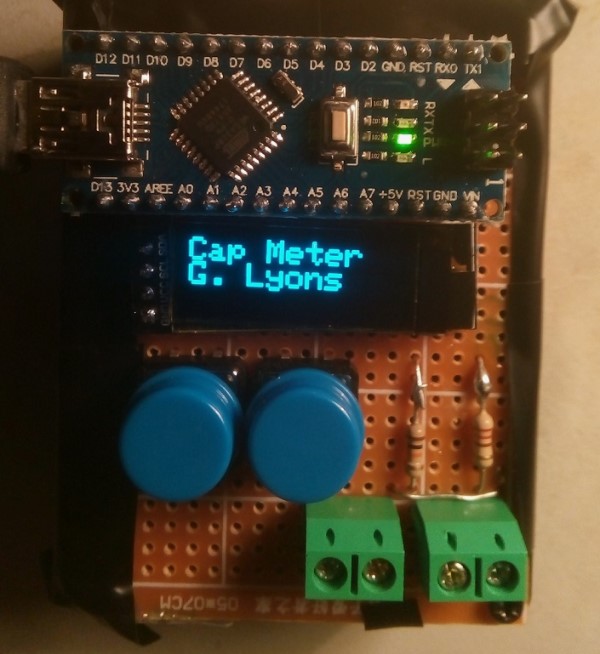 D12 D11 D10 D9 D8 D7 D6 D5 D4 D3 D2 GND RST RX0 TX1
RX TX L
D13 3V3 AREF A0 A1 A2 A3 A4 A5 A6 A7 +5V RST GND VIN
1
Cap Meter
G. Lyons
05*07CM